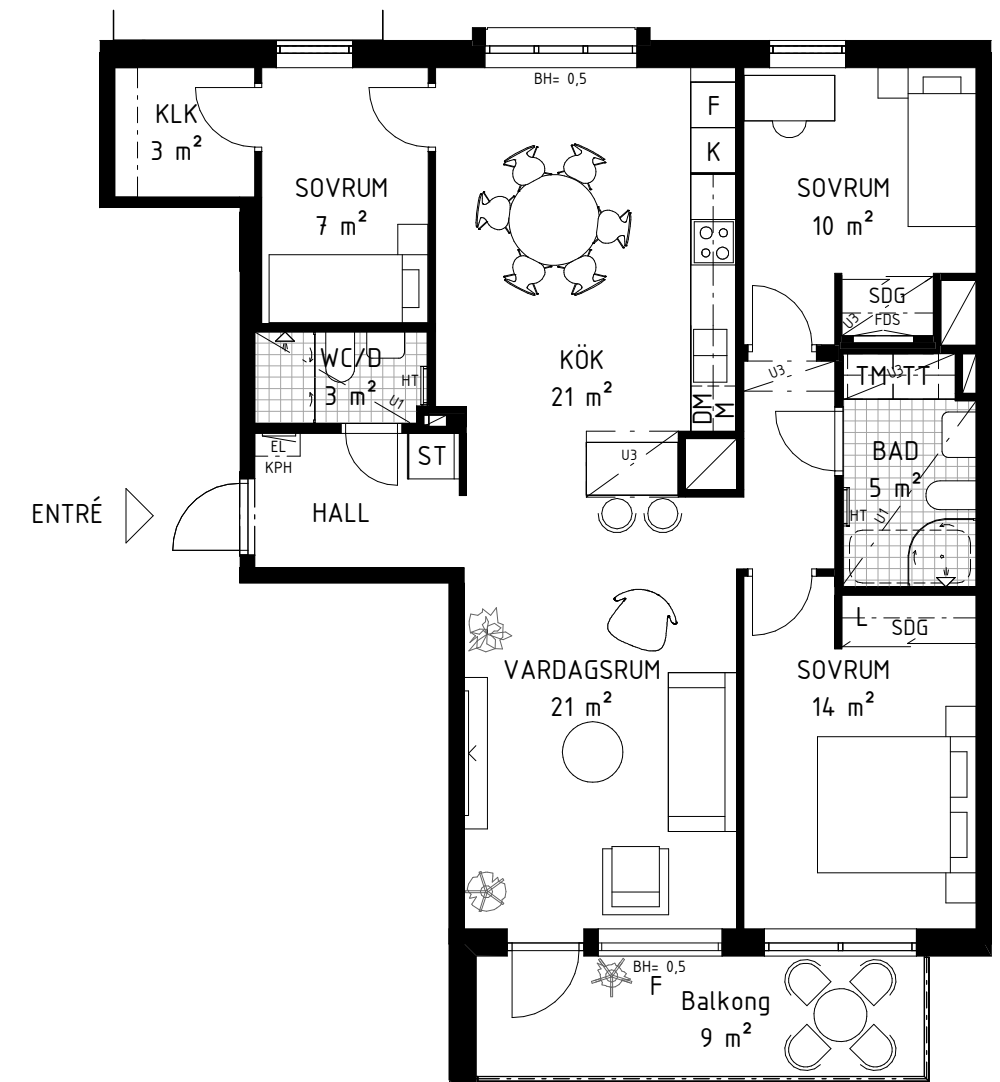 BH= 0,5
KLK
3 m²
F
K
SOVRUM
7 m²
SOVRUM
10 m²
SDG
U3
FDS
WC/D
3 m²
HT
U1
KÖK
21 m²
U3
TM TT
U3
DM
M
EL
KPH
ST
U3
BAD
5 m²
HT
U1
ENTRÉ
HALL
L
SDG
VARDAGSRUM
21 m²
SOVRUM
14 m²
BH= 0,5
F
Balkong
9 m²